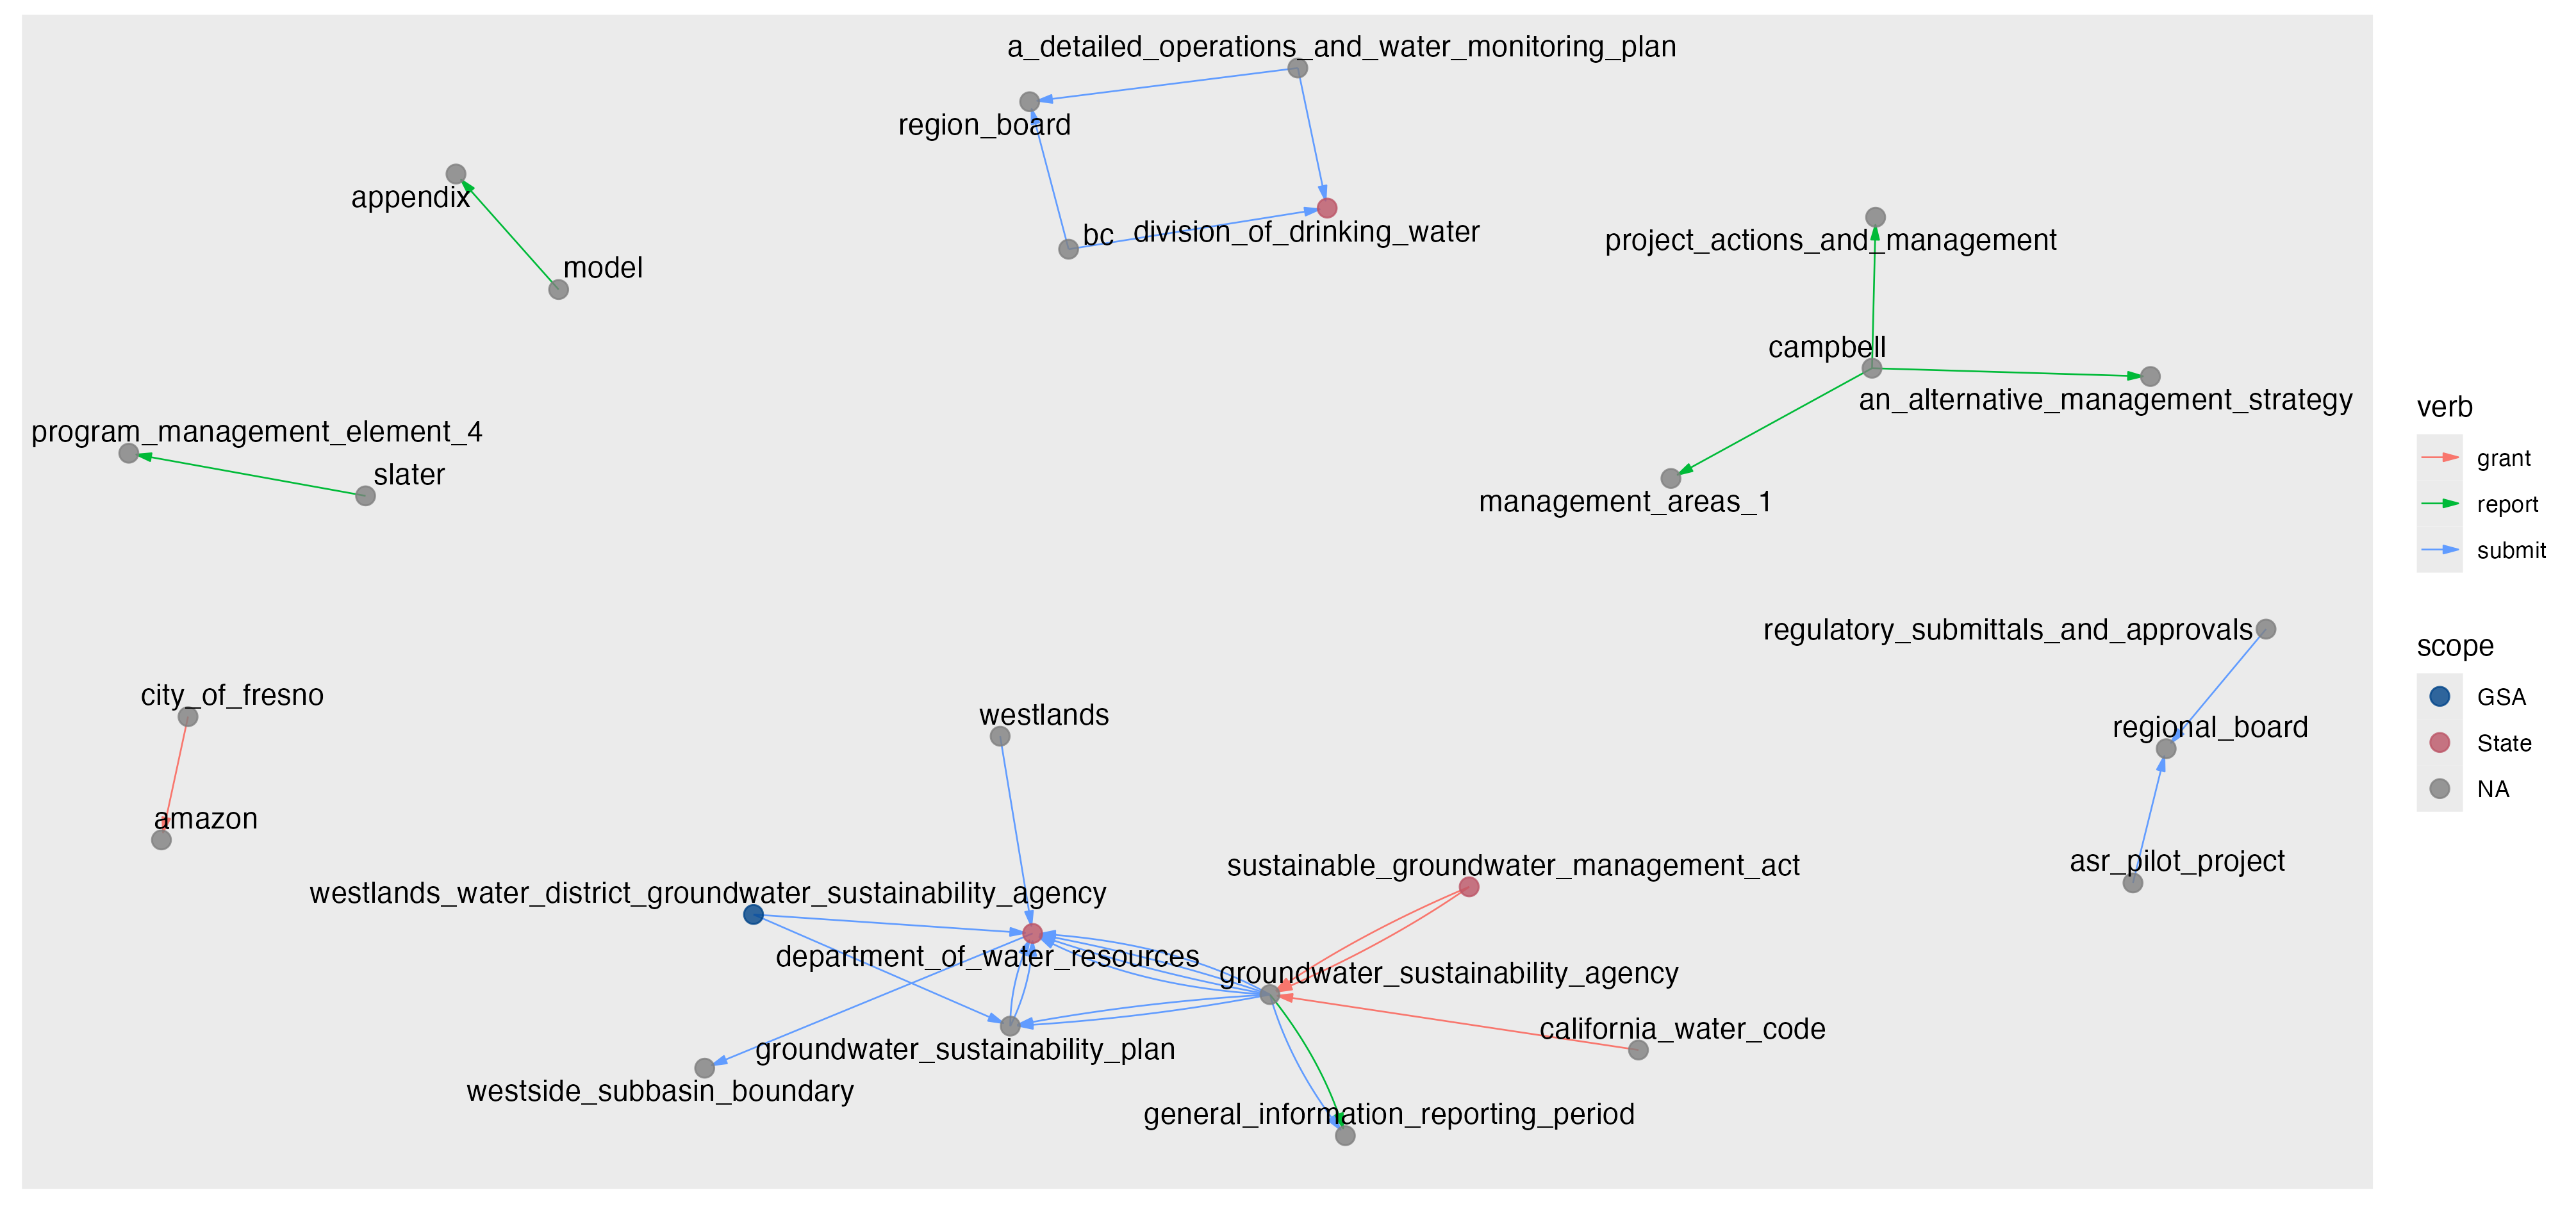 a_detailed_operations_and_water_monitoring_plan
region_board
appendix
bc
division_of_drinking_water
project_actions_and_management
model
campbell
an_alternative_management_strategy
program_management_element_4
slater
management_areas_1
verb
grant
report
submit
regulatory_submittals_and_approvals
scope
GSA
State
NA
city_of_fresno
westlands
regional_board
amazon
asr_pilot_project
sustainable_groundwater_management_act
westlands_water_district_groundwater_sustainability_agency
department_of_water_resources
groundwater_sustainability_agency
california_water_code
groundwater_sustainability_plan
westside_subbasin_boundary
general_information_reporting_period